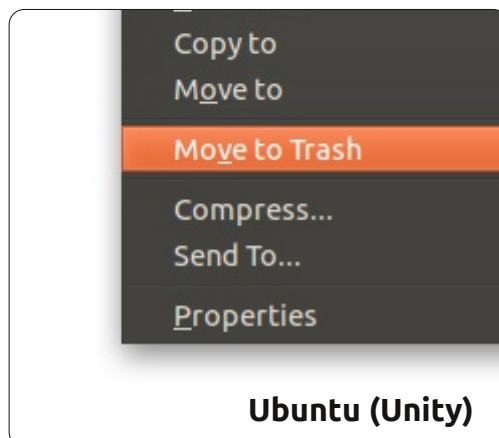 Copy to
Move to
Move to Trash
Compress...
Send To...
Properties
Ubuntu (Unity)